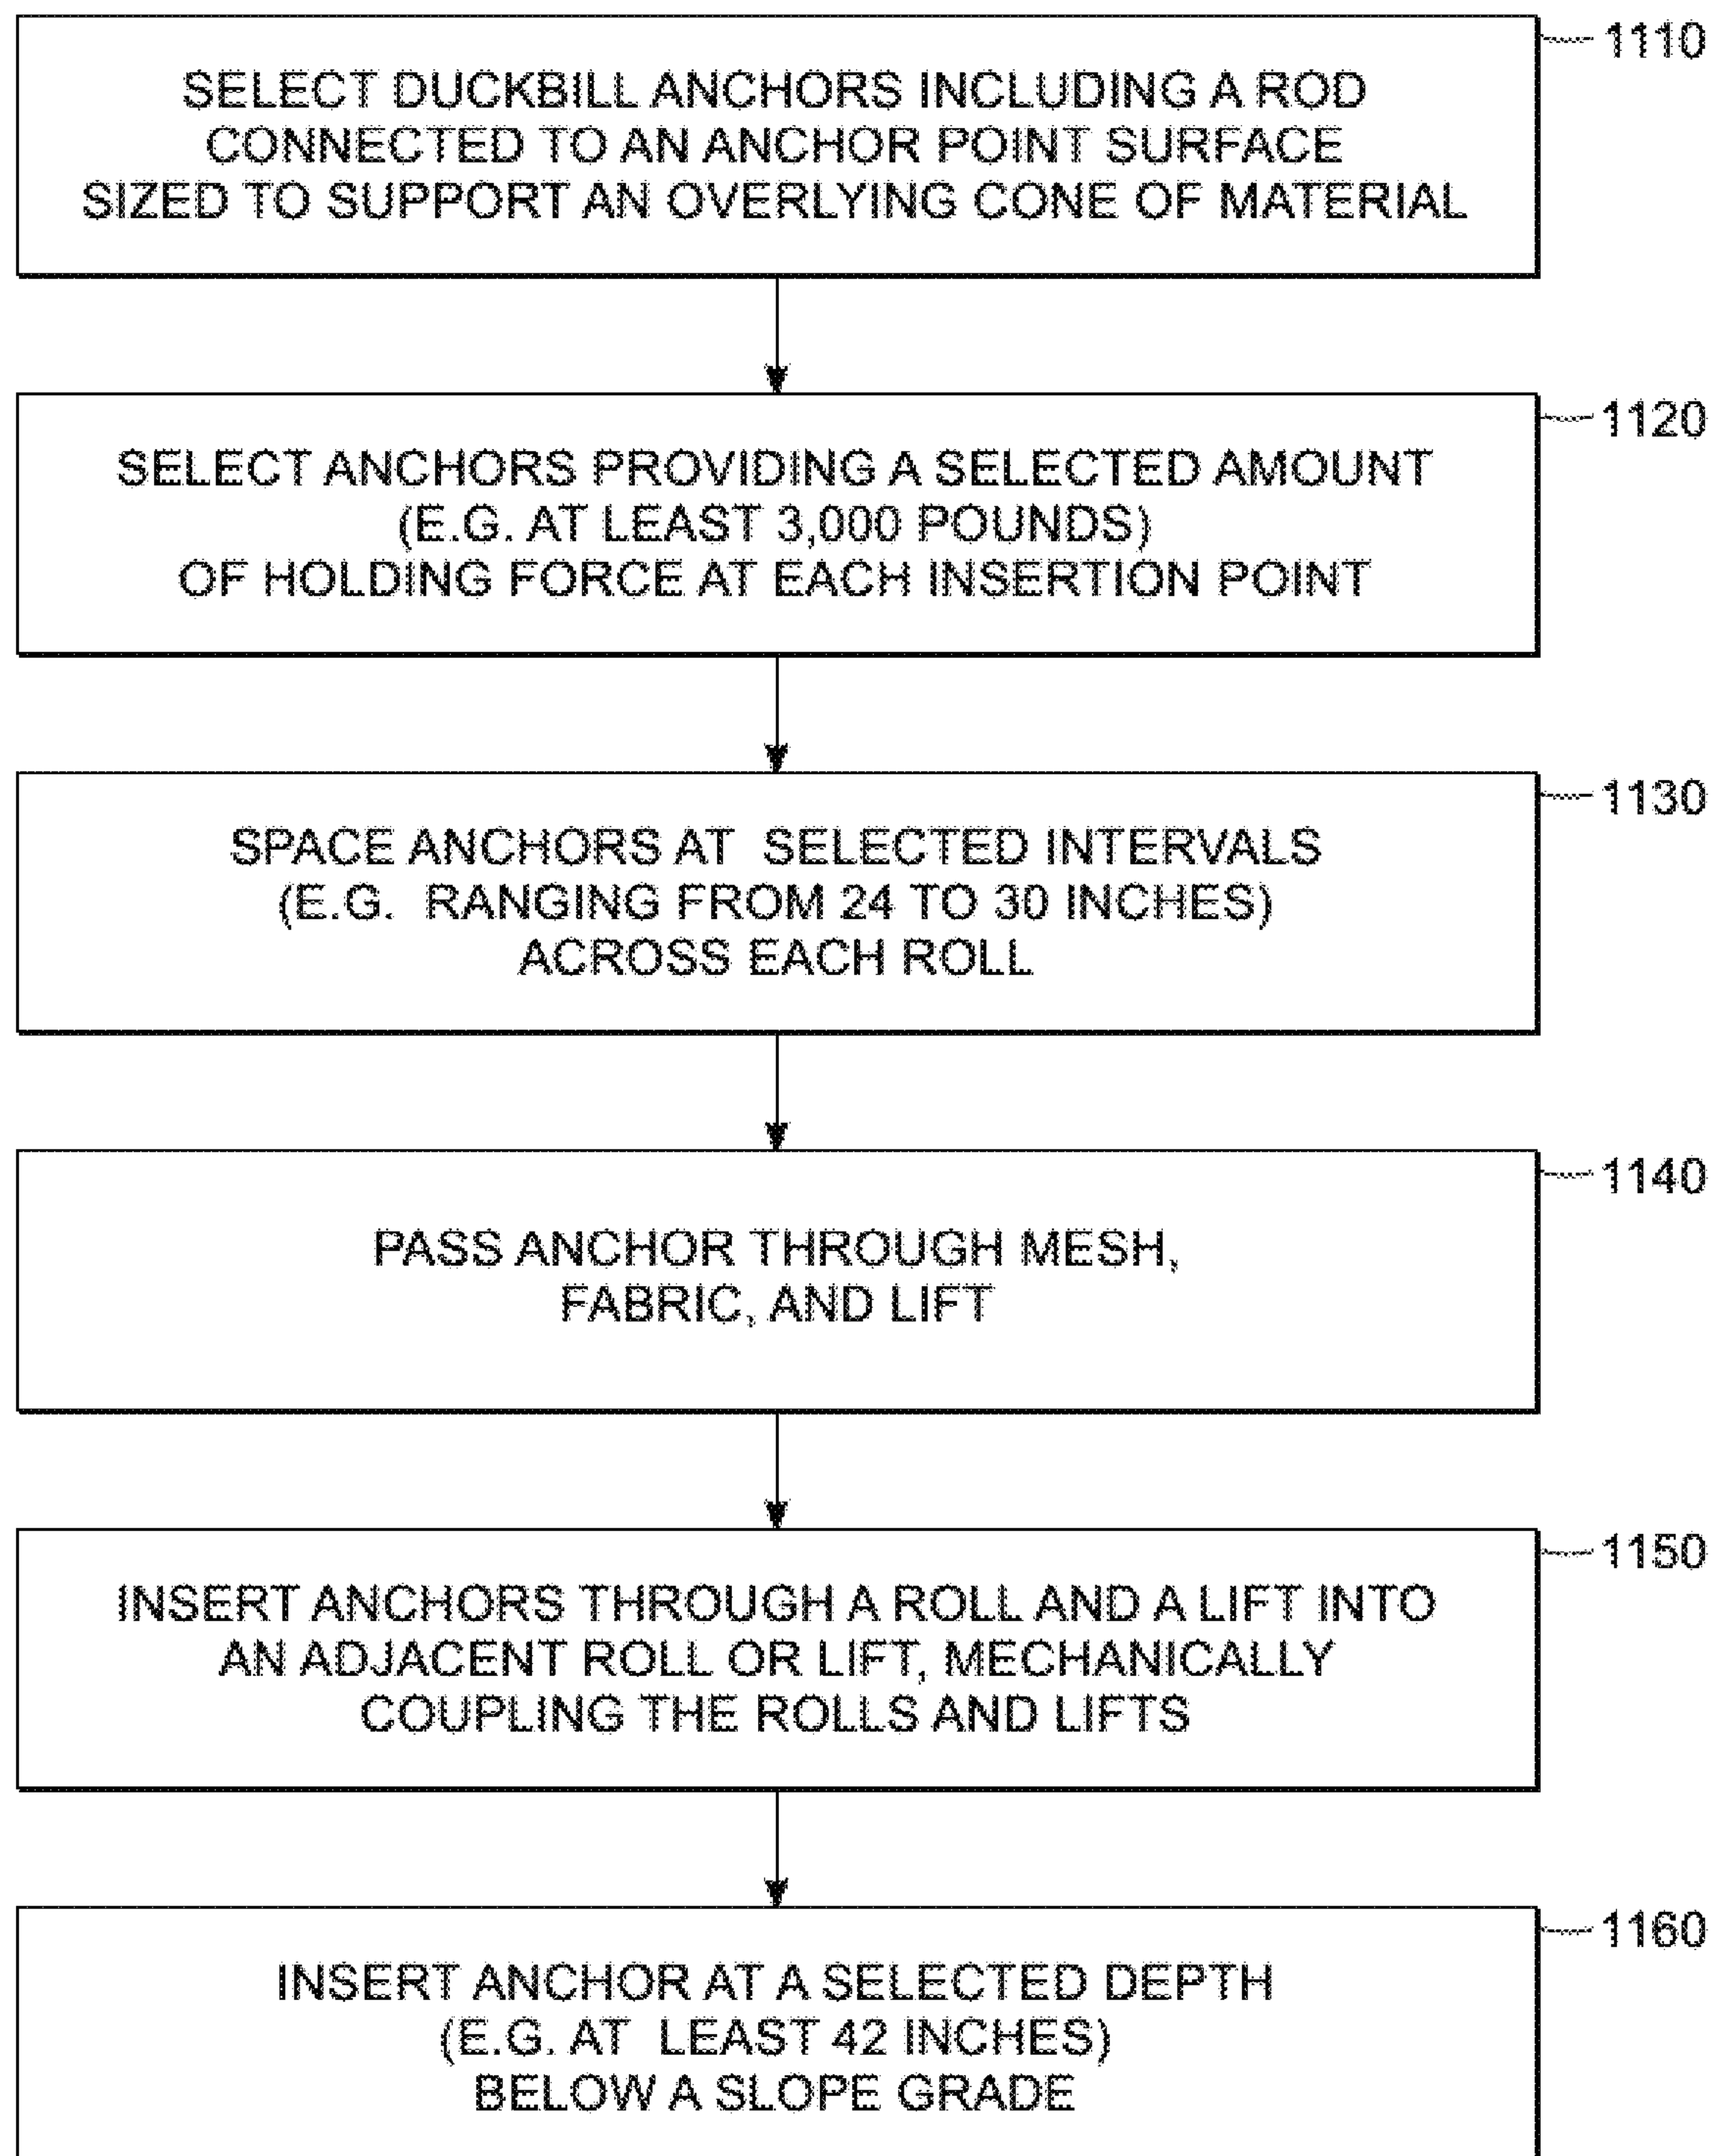 1110
SELECT DUCKBILL ANCHORS INCLUDING A ROD
CONNECTED TO AN ANCHOR POINT SURFACE
SIZED TO SUPPORT AN OVERLYING CONE OF MATERIAL
1120
SELECT ANCHORS PROVIDING A SELECTED AMOUNT
(E.G. AT LEAST 3,000 POUNDS)
OF HOLDING FORCE AT EACH INSERTION POINT
1130
SPACE ANCHORS AT SELECTED INTERVALS
(E.G. RANGING FROM 24 TO 30 INCHES)
ACROSS EACH ROLL
1140
PASS ANCHOR THROUGH MESH,
FABRIC, AND LIFT
1150
INSERT ANCHORS THROUGH A ROLL AND A LIFT INTO
AN ADJACENT ROLL OR LIFT, MECHANICALLY
COUPLING THE ROLLS AND LIFTS
1160
INSERT ANCHOR AT A SELECTED DEPTH
(E.G. AT LEAST 42 INCHES)
BELOW A SLOPE GRADE